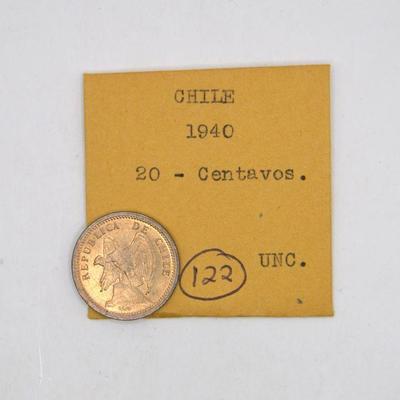 CHILE
1940
20 - Centavos.
UNC.
122
REPUBLICA DE CHILE